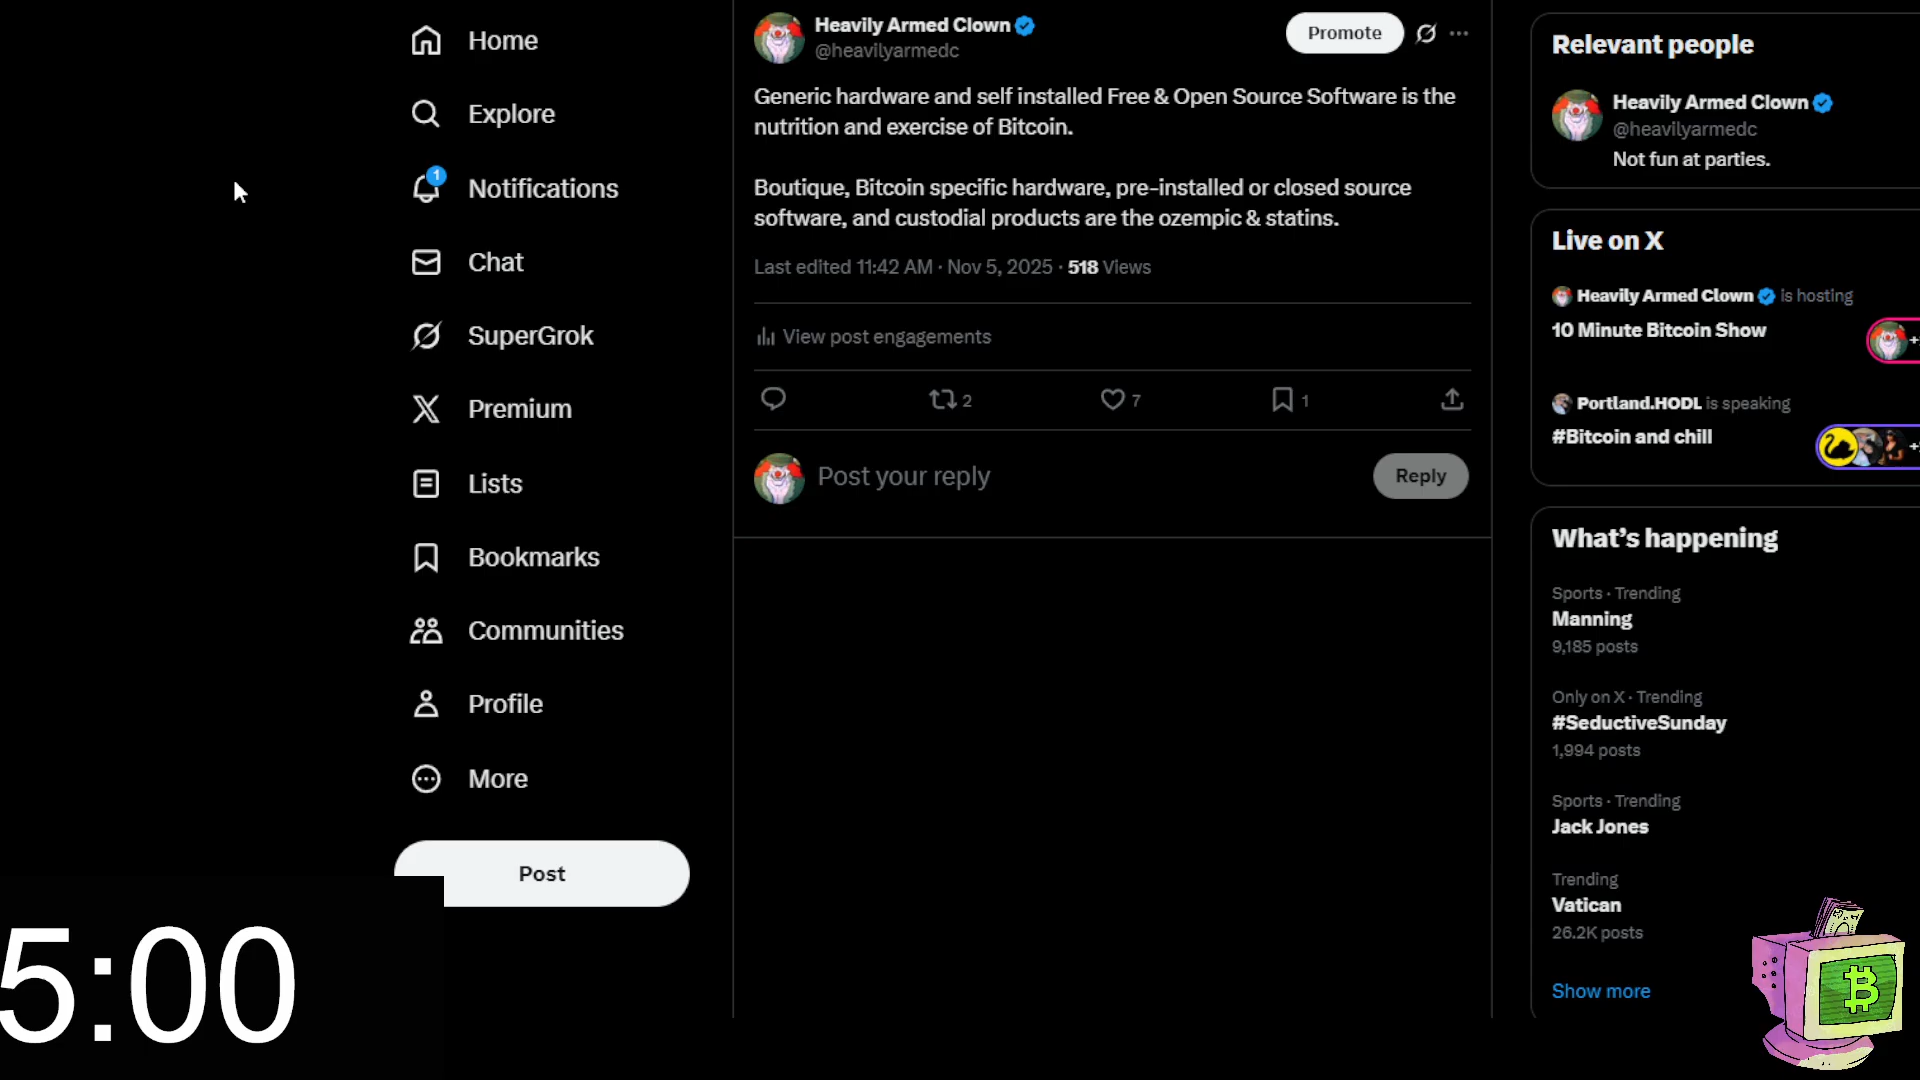 Home
Explore
1
Notifications
Chat
SuperGrok
Premium
Lists
Bookmarks
Communities
Profile
More
Post
5:00
Heavily Armed Clown
@heavilyarmedc
Promote
Generic hardware and self installed Free & Open Source Software is the
nutrition and exercise of Bitcoin.
Boutique, Bitcoin specific hardware, pre-installed or closed source
software, and custodial products are the ozempic & statins.
Last edited 11:42 AM · Nov 5, 2025 · 518 Views
View post engagements
2 7 1
Post your reply
Reply
Relevant people
Heavily Armed Clown
@heavilyarmedc
Not fun at parties.
Live on X
Heavily Armed Clown is hosting
10 Minute Bitcoin Show
Portland.HODL is speaking
#Bitcoin and chill
What’s happening
Sports · Trending
Manning
9,185 posts
Only on X · Trending
#SeductiveSunday
1,994 posts
Sports · Trending
Jack Jones
Trending
Vatican
26.2K posts
Show more